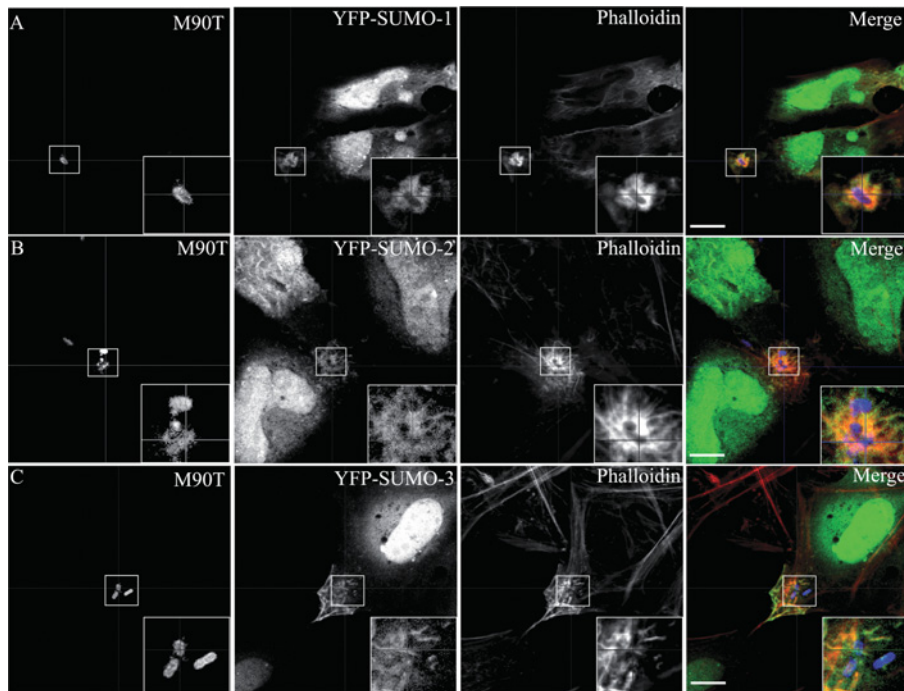 A M90T YFP-SUMO-1 Phalloidin Merge
B M90T YFP-SUMO-2 Phalloidin Merge
C M90T YFP-SUMO-3 Phalloidin Merge